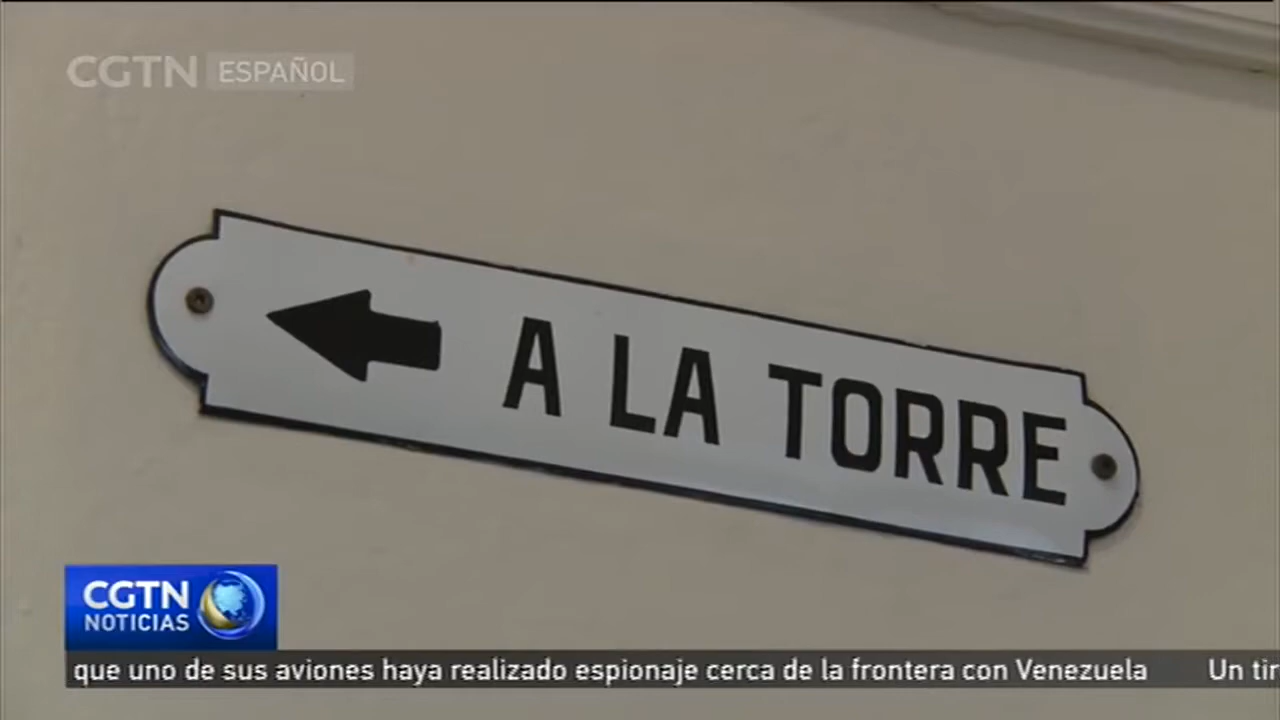 CGTN ESPAÑOL
A LA TORRE
CGTN
NOTICIAS
que uno de sus aviones haya realizado espionaje cerca de la frontera con Venezuela Un